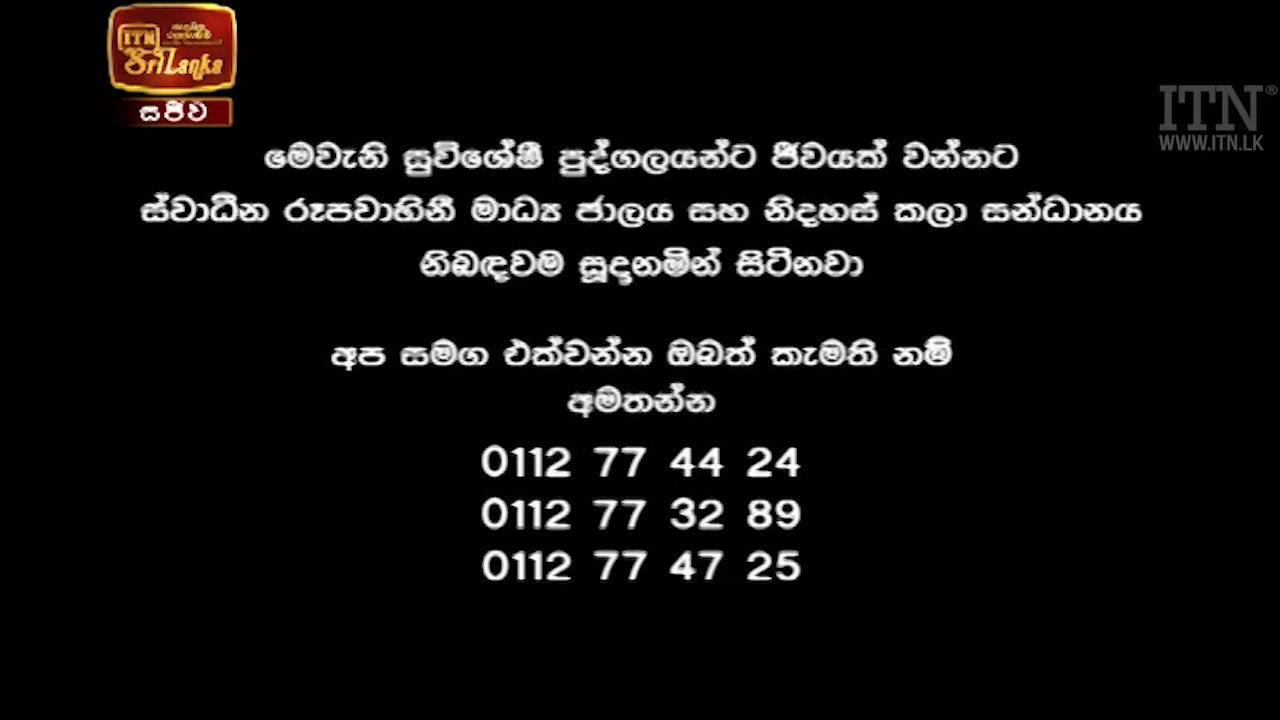 ITN
Sri Lanka
සජීව
ITN®
WWW.ITN.LK
මෙවැනි සුවිශේෂී පුද්ගලයන්ට ජීවයක් වන්නට
ස්වාධීන රූපවාහිනී මාධ්‍ය ජාලය සහ නිදහස් කලා සන්ධානය
නිබඳවම සූදානමින් සිටිනවා
අප සමග එක්වන්න ඔබත් කැමති නම්
අමතන්න
0112 77 44 24
0112 77 32 89
0112 77 47 25